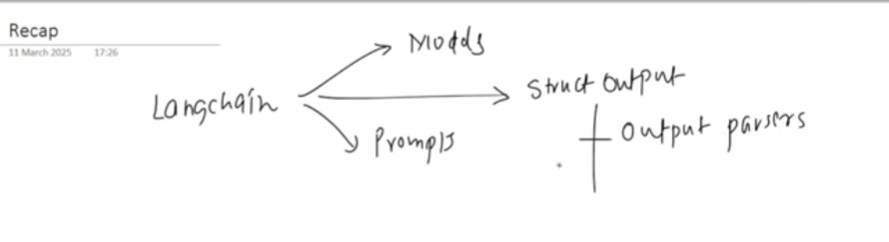 Recap
11 March 2025 17:26
Models
Langchain
Struct output
Prompts
Output parsers